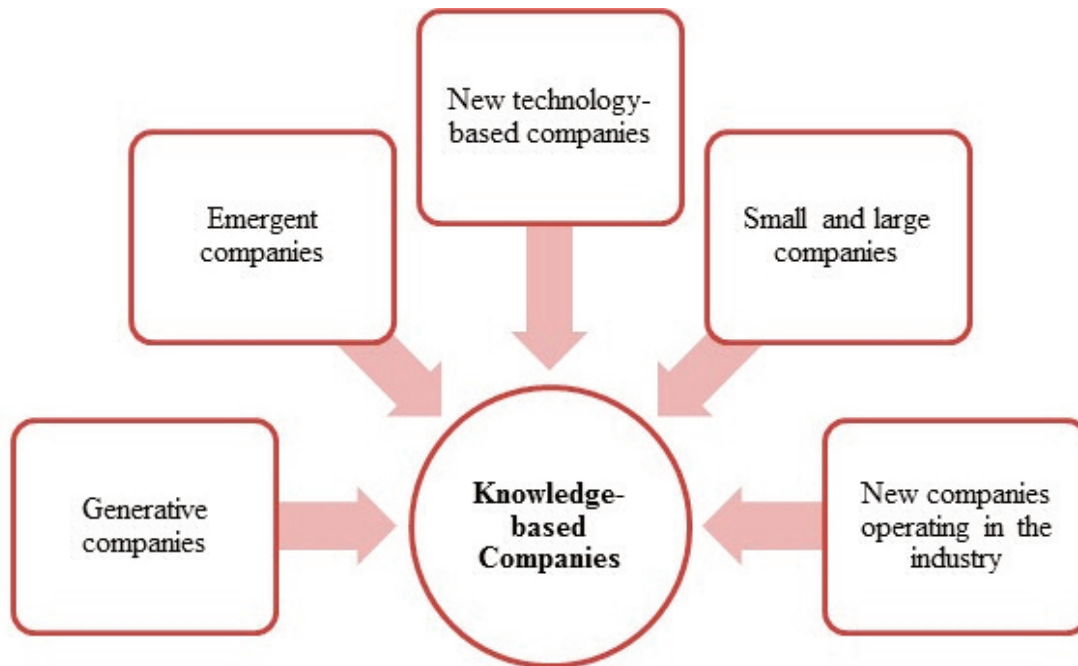 New technology-
based companies
Emergent
companies
Small and large
companies
Generative
companies
Knowledge-
based
Companies
New companies
operating in the
industry